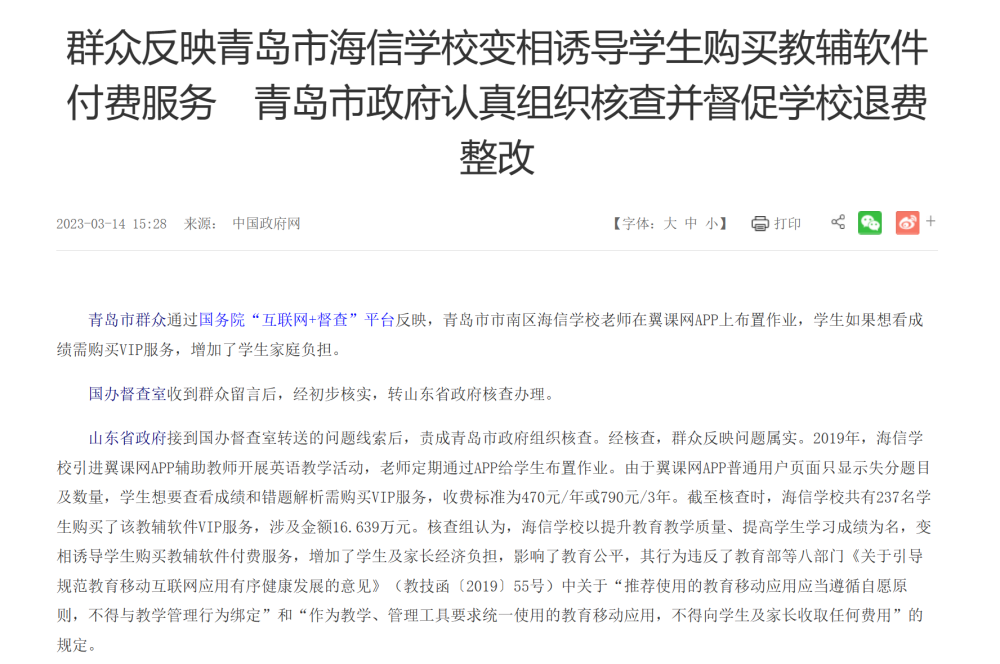 群众反映青岛市海信学校变相诱导学生购买教辅软件
付费服务　青岛市政府认真组织核查并督促学校退费
整改
2023-03-14 15:28 来源： 中国政府网 【字体：大 中 小】 打印 +
青岛市群众通过国务院“互联网+督查”平台反映，青岛市市南区海信学校老师在翼课网APP上布置作业，学生如果想看成
绩需购买VIP服务，增加了学生家庭负担。
国办督查室收到群众留言后，经初步核实，转山东省政府核查办理。
山东省政府接到国办督查室转送的问题线索后，责成青岛市政府组织核查。经核查，群众反映问题属实。2019年，海信学
校引进翼课网APP辅助教师开展英语教学活动，老师定期通过APP给学生布置作业。由于翼课网APP普通用户页面只显示失分题目
及数量，学生想要查看成绩和错题解析需购买VIP服务，收费标准为470元/年或790元/3年。截至核查时，海信学校共有237名学
生购买了该教辅软件VIP服务，涉及金额16.639万元。核查组认为，海信学校以提升教育教学质量、提高学生学习成绩为名，变
相诱导学生购买教辅软件付费服务，增加了学生及家长经济负担，影响了教育公平，其行为违反了教育部等八部门《关于引导
规范教育移动互联网应用有序健康发展的意见》（教技函〔2019〕55号）中关于“推荐使用的教育移动应用应当遵循自愿原
则，不得与教学管理行为绑定”和“作为教学、管理工具要求统一使用的教育移动应用，不得向学生及家长收取任何费用”的
规定。